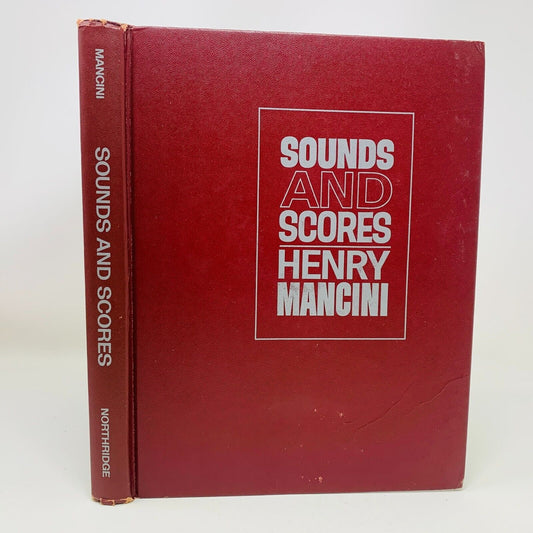 MANCINI
SOUNDS AND SCORES
NORTHRIDGE
SOUNDS
AND
SCORES
HENRY
MANCINI